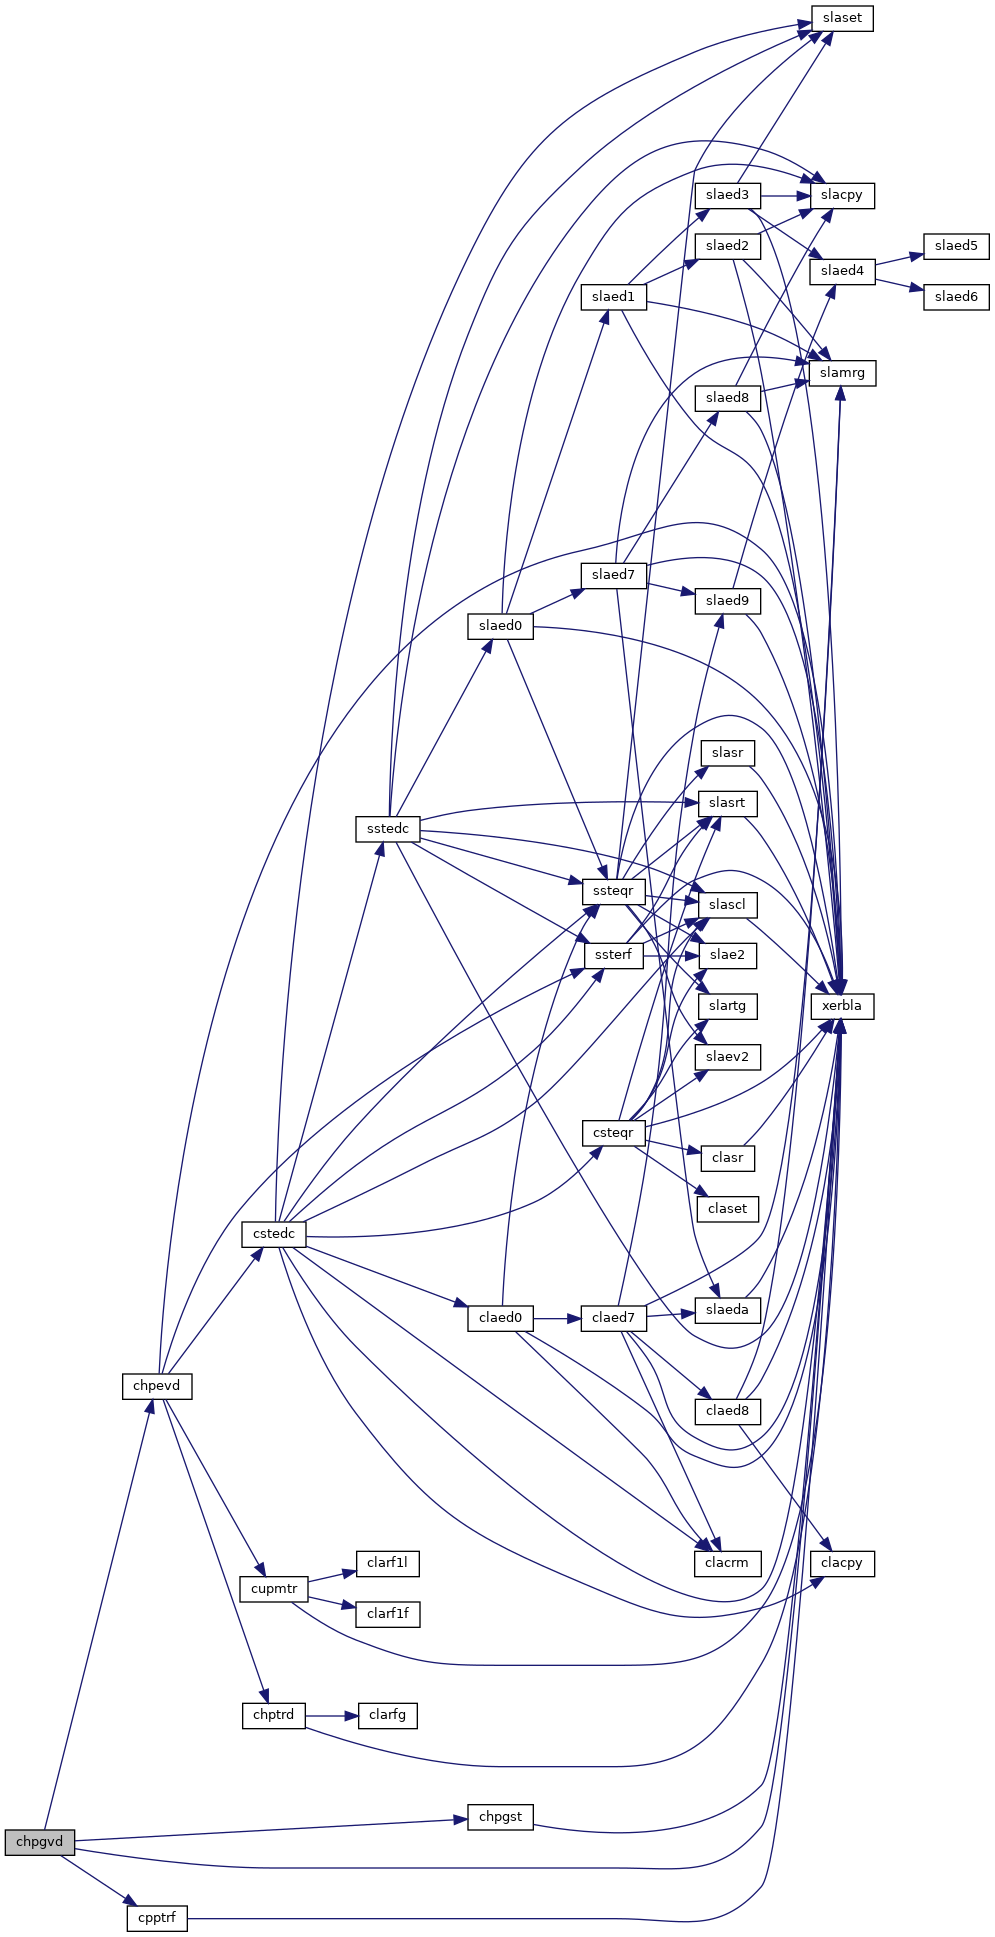 slaset
slaed3
slacpy
slaed2
slaed5
slaed4
slaed1
slaed6
slamrg
slaed8
slaed7
slaed9
slaed0
slasr
slasrt
sstedc
ssteqr
slascl
ssterf
slae2
slartg
xerbla
slaev2
csteqr
clasr
claset
cstedc
slaeda
claed0
claed7
chpevd
claed8
clarf1l
clacrm
clacpy
cupmtr
clarf1f
chptrd
clarfg
chpgst
chpgvd
cpptrf